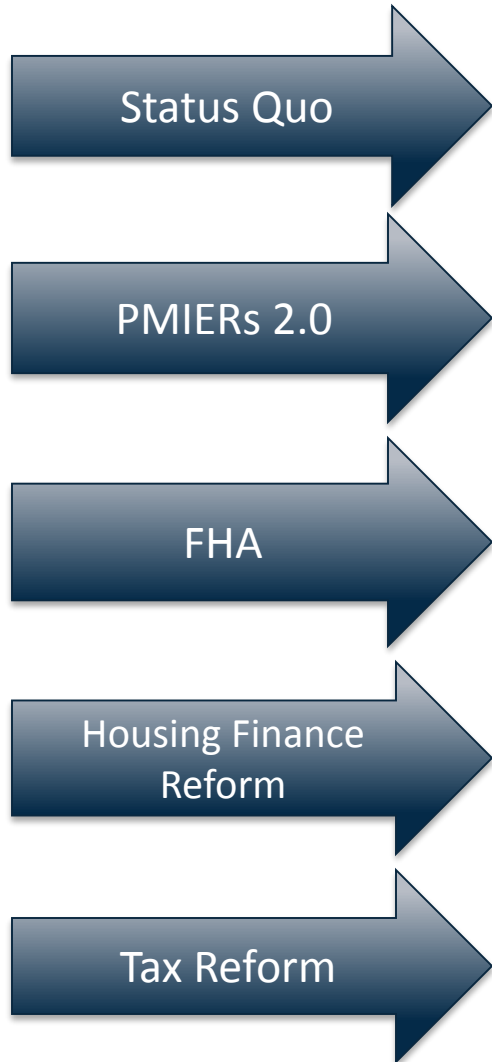 Status Quo
PMIERs 2.0
FHA
Housing Finance
Reform
Tax Reform